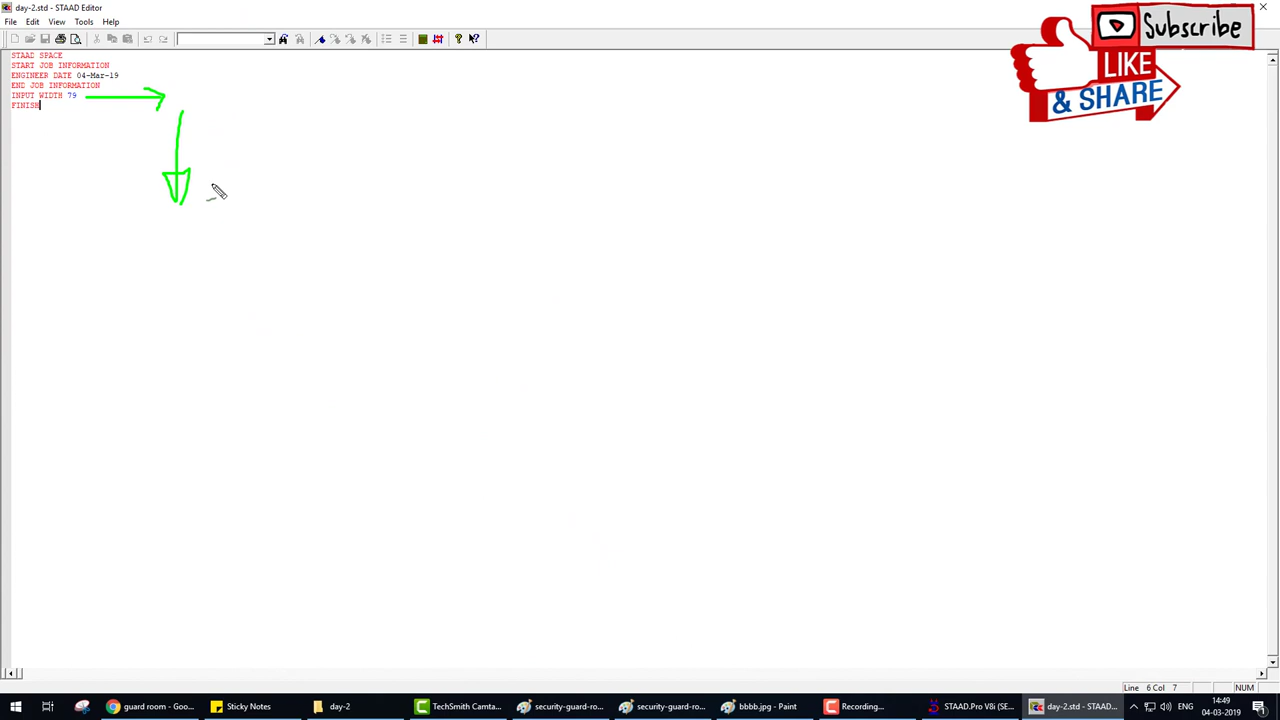 day-2.std - STAAD Editor
File Edit View Tools Help
STAAD SPACE
START JOB INFORMATION
ENGINEER DATE 04-Mar-19
END JOB INFORMATION
INPUT WIDTH 79
FINISH
Subscribe
LIKE
& SHARE
Line 6 Col 7 NUM
guard room - Goo...
Sticky Notes
day-2
TechSmith Camta...
security-guard-ro...
security-guard-ro...
bbbb.jpg - Paint
Recording...
STAAD.Pro V8i (SE...
day-2.std - STAAD...
ENG
14:49
04-03-2019
1